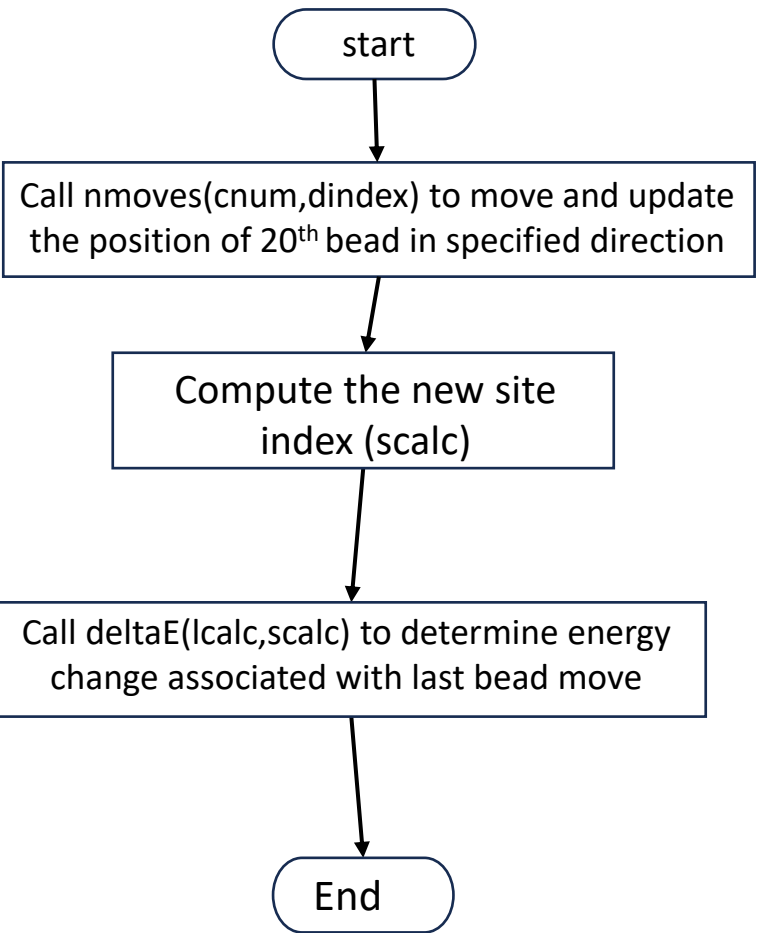 start
Call nmoves(cnum,dindex) to move and update
the position of 20th bead in specified direction
Compute the new site
index (scalc)
Call deltaE(lcalc,scalc) to determine energy
change associated with last bead move
End